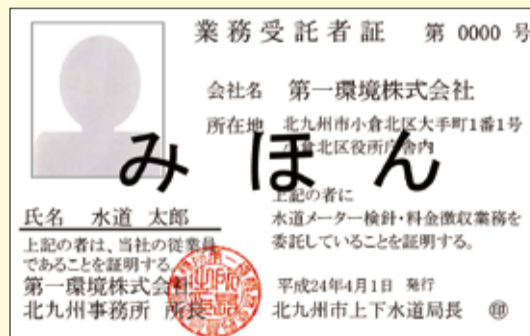 業務受託者証 第 0000 号
会社名 第一環境株式会社
所在地 北九州市小倉北区大手町1番1号
小倉北区役所庁舎内
みほん
上記の者に
水道メーター検針・料金徴収業務を
委託していることを証明する。
氏名 水道 太郎
上記の者は、当社の従業員
であることを証明する。
第一環境株式会社
北九州事務所 所長
平成24年4月1日 発行
北九州市上下水道局長 ㊞